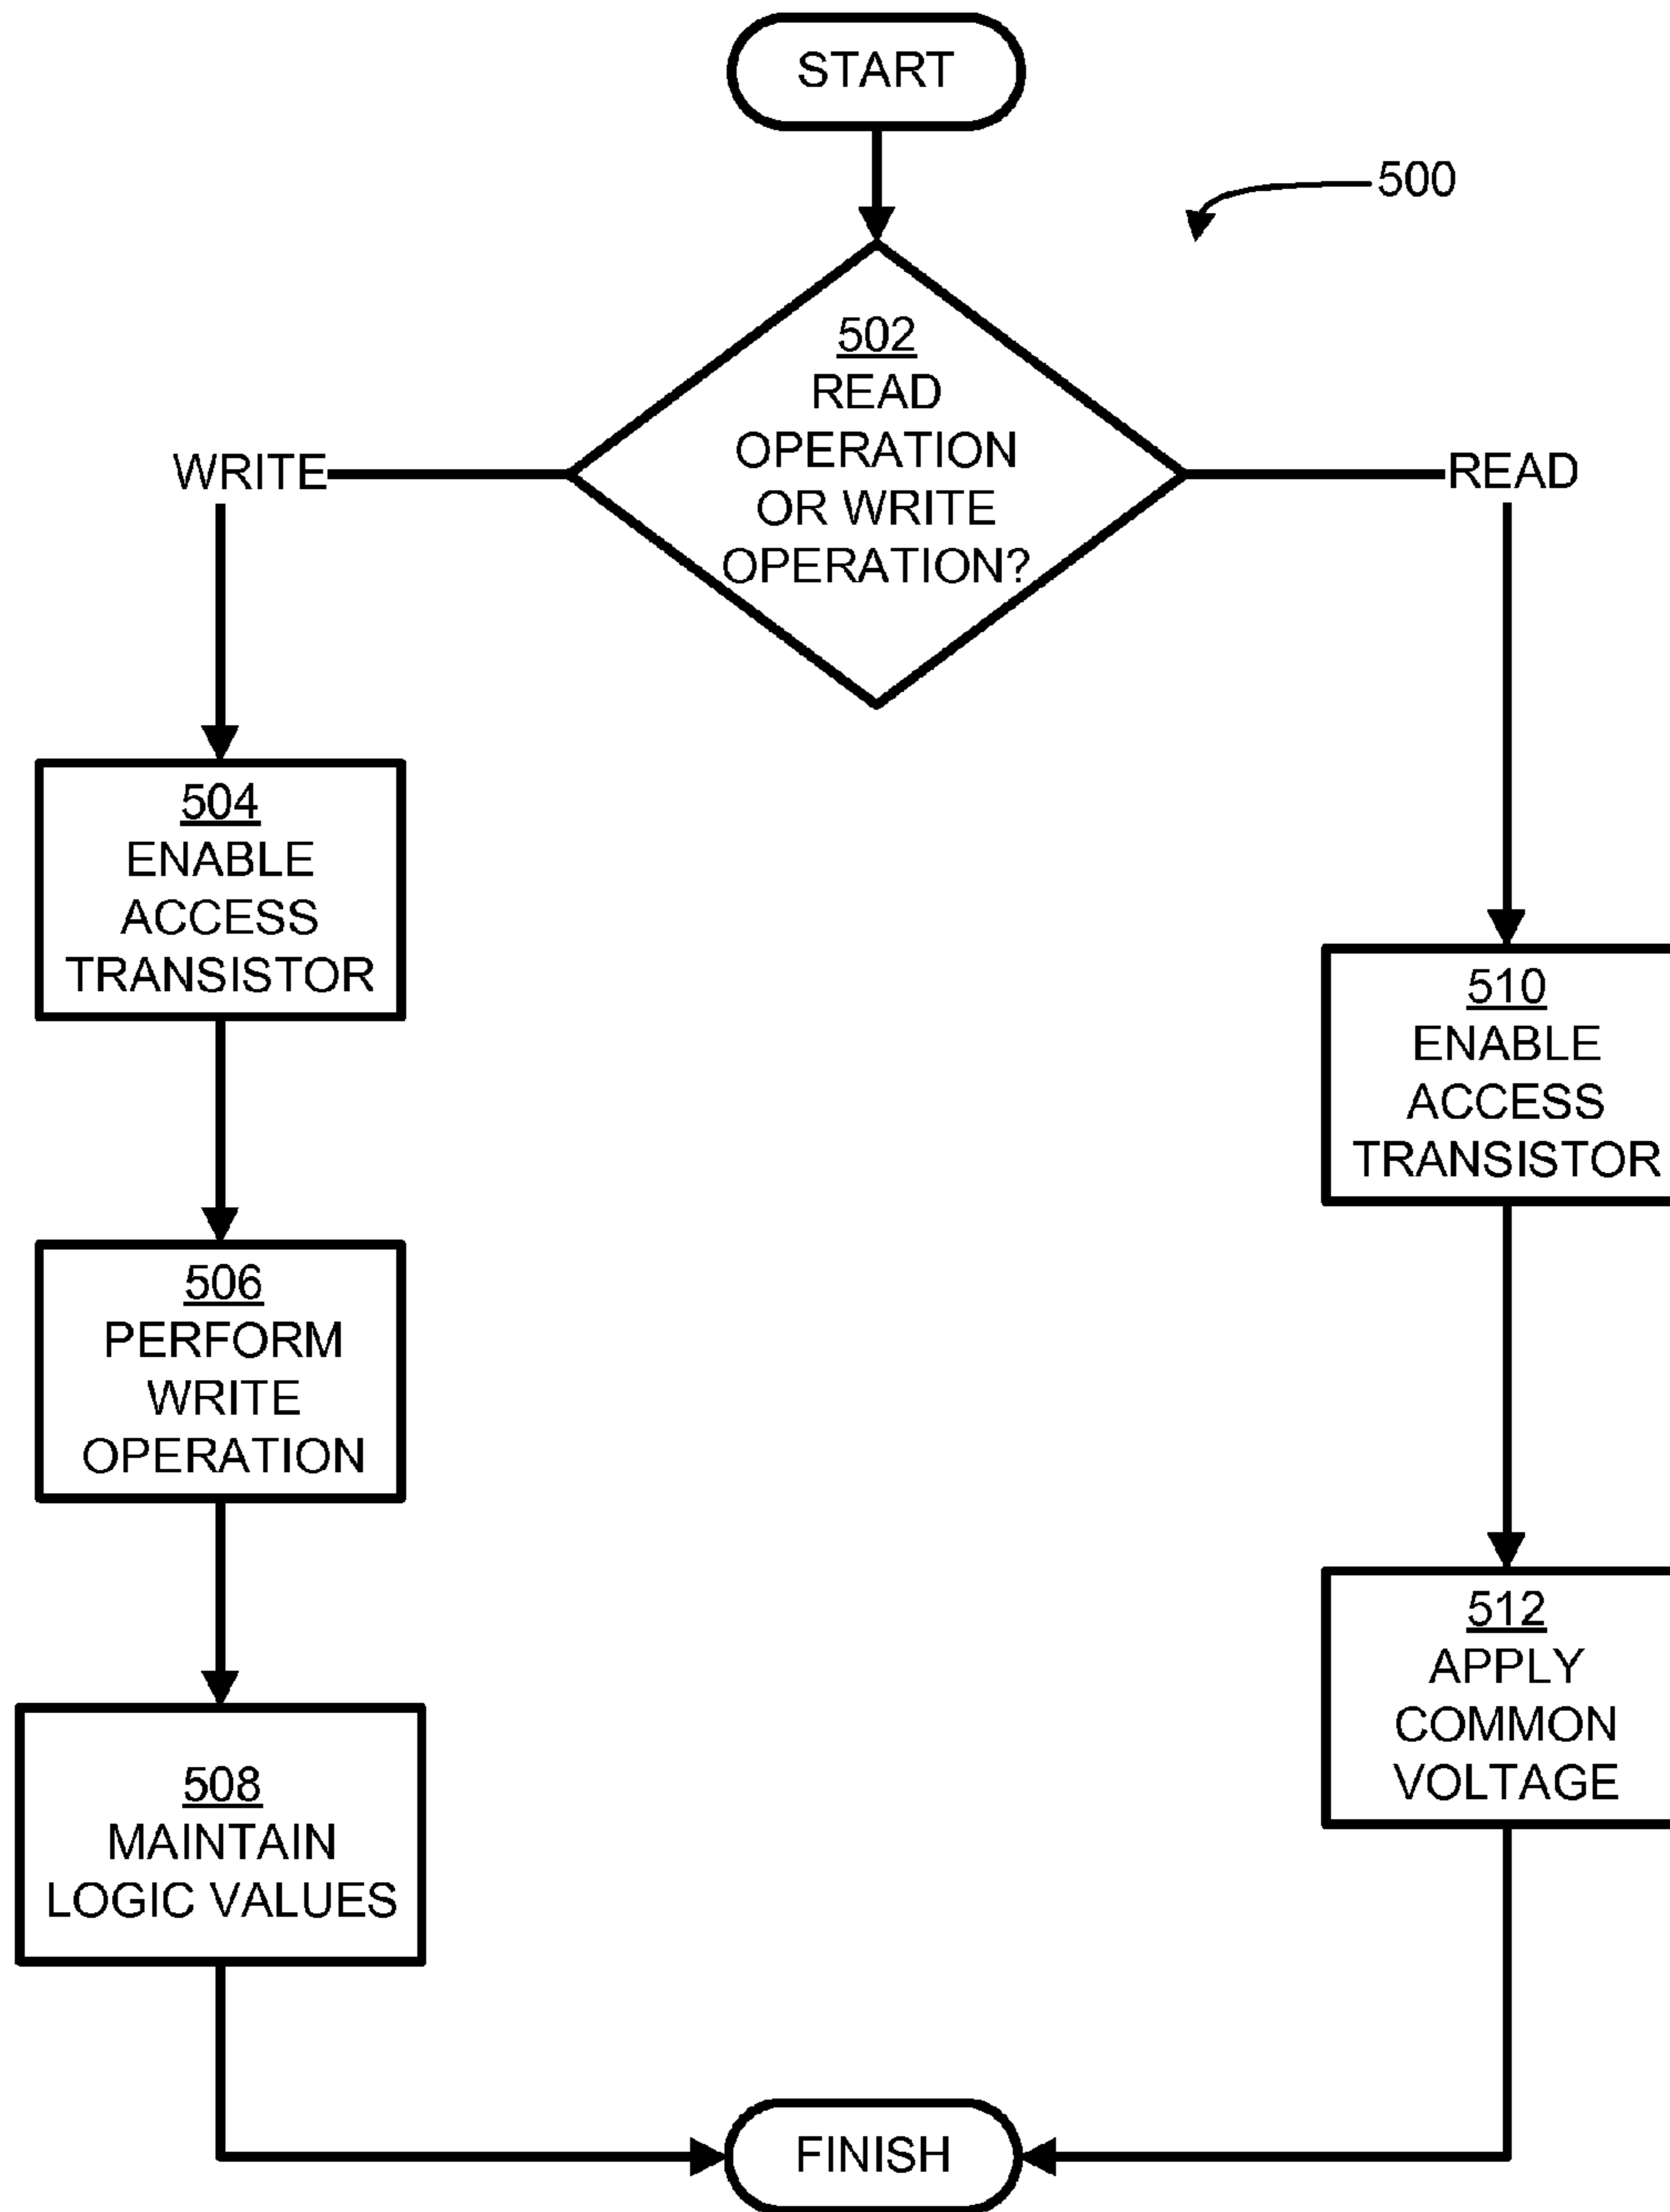 START
500
502
READ
OPERATION
OR WRITE
OPERATION?
WRITE
READ
504
ENABLE
ACCESS
TRANSISTOR
510
ENABLE
ACCESS
TRANSISTOR
506
PERFORM
WRITE
OPERATION
512
APPLY
COMMON
VOLTAGE
508
MAINTAIN
LOGIC VALUES
FINISH